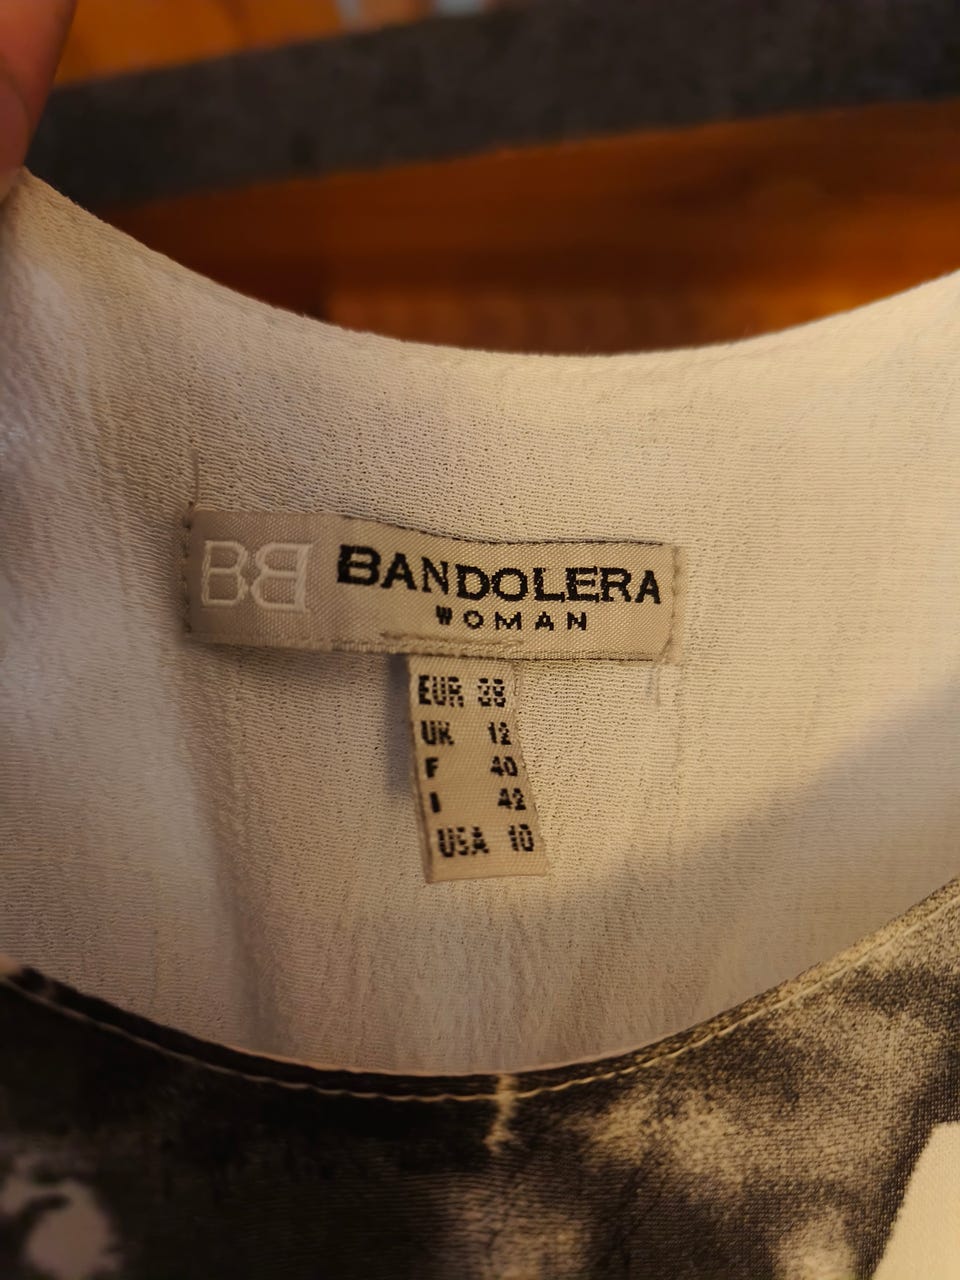 BB BANDOLERA
WOMAN
EUR 38
UK 12
F 40
I 42
USA 10